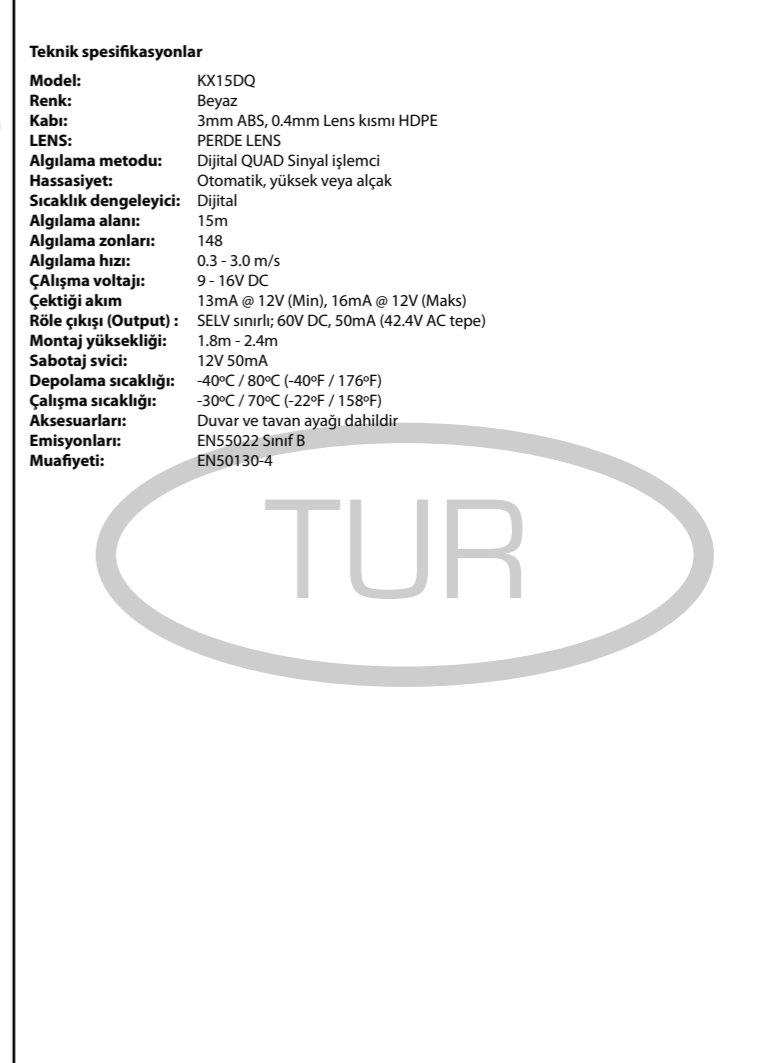 Teknik spesifikasyonlar
Model: KX15DQ
Renk: Beyaz
Kabı: 3mm ABS, 0.4mm Lens kısmı HDPE
LENS: PERDE LENS
Algılama metodu: Dijital QUAD Sinyal işlemci
Hassasiyet: Otomatik, yüksek veya alçak
Sıcaklık dengeleyici: Dijital
Algılama alanı: 15m
Algılama zonları: 148
Algılama hızı: 0.3 - 3.0 m/s
ÇAlışma voltajı: 9 - 16V DC
Çektiği akım 13mA @ 12V (Min), 16mA @ 12V (Maks)
Röle çıkışı (Output) : SELV sınırlı; 60V DC, 50mA (42.4V AC tepe)
Montaj yüksekliği: 1.8m - 2.4m
Sabotaj svici: 12V 50mA
Depolama sıcaklığı: -40ºC / 80ºC (-40ºF / 176ºF)
Çalışma sıcaklığı: -30ºC / 70ºC (-22ºF / 158ºF)
Aksesuarları: Duvar ve tavan ayağı dahildir
Emisyonları: EN55022 Sınıf B
Muafiyeti: EN50130-4
TUR